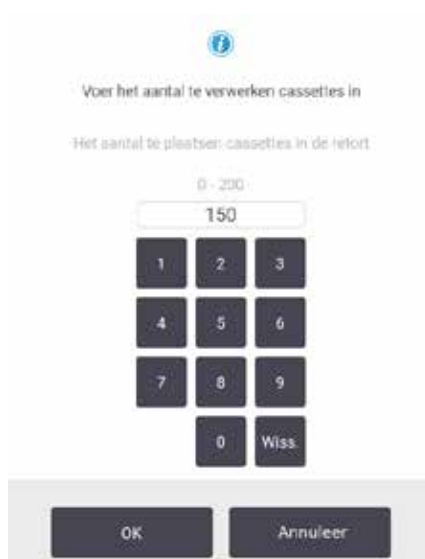 Voer het aantal te verwerken cassettes in
Het aantal te plaatsen cassettes in de retort
0 - 200
150
1 2 3
4 5 6
7 8 9
0 Wiss.
OK Annuleer